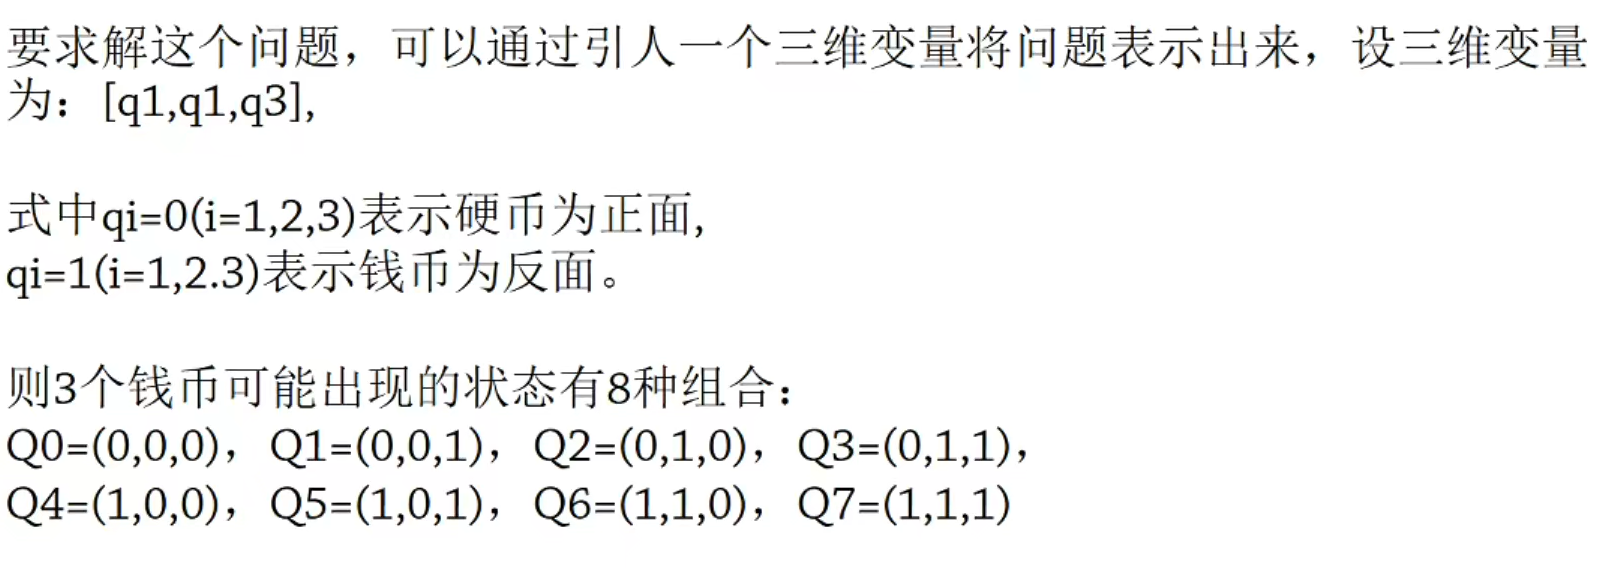 要求解这个问题，可以通过引人一个三维变量将问题表示出来，设三维变量
为：[q1,q1,q3],
式中qi=0(i=1,2,3)表示硬币为正面,
qi=1(i=1,2.3)表示钱币为反面。
则3个钱币可能出现的状态有8种组合：
Q0=(0,0,0)，Q1=(0,0,1)，Q2=(0,1,0)，Q3=(0,1,1)，
Q4=(1,0,0)，Q5=(1,0,1)，Q6=(1,1,0)，Q7=(1,1,1)